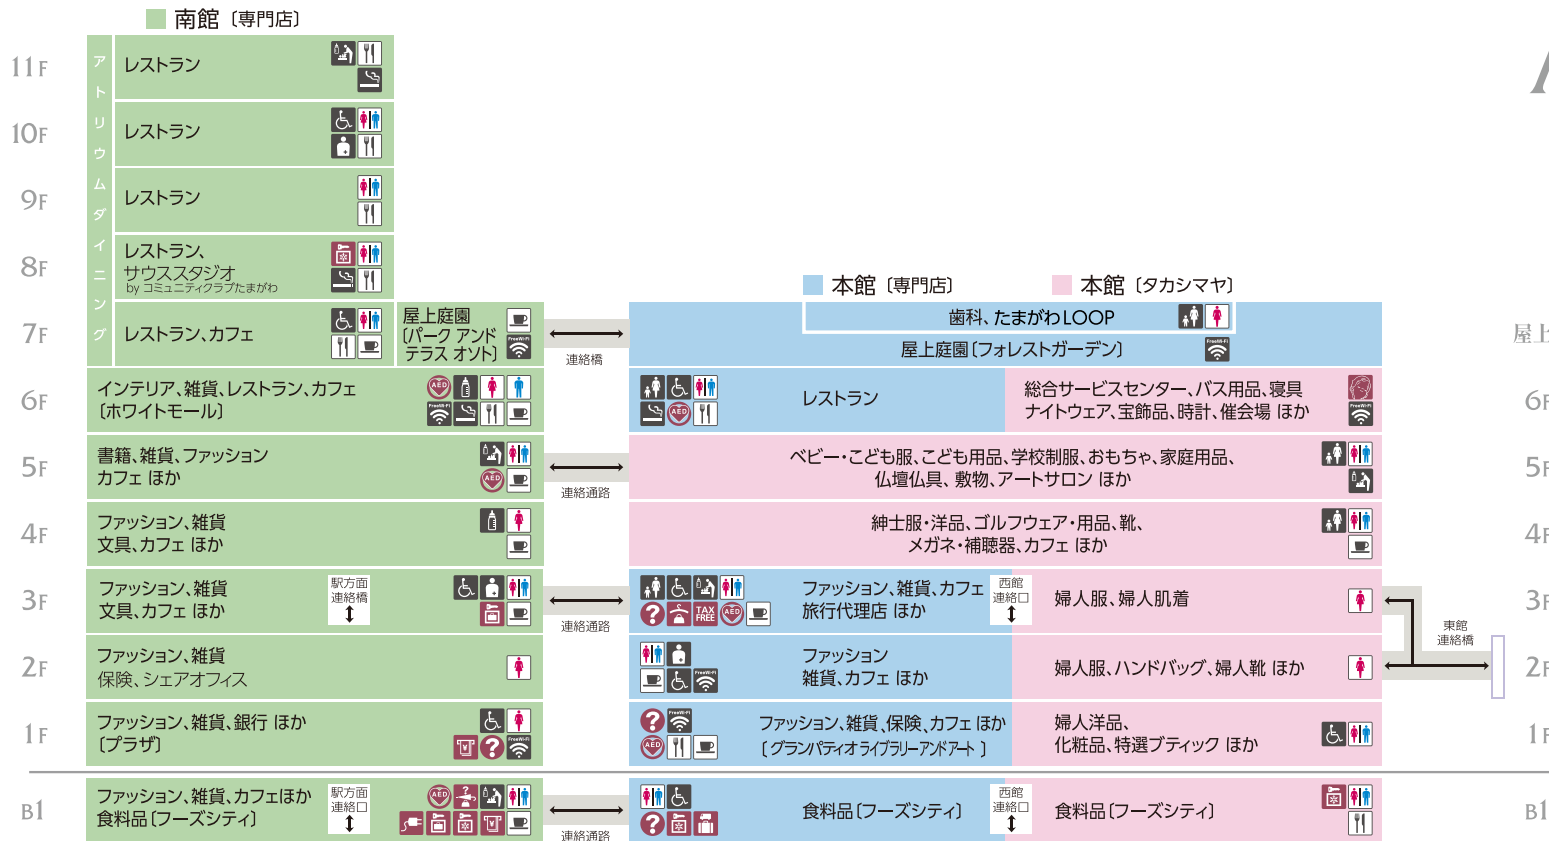 南館〔専門店〕
11F
アトリウムダイニング
レストラン
10F
レストラン
9F
レストラン
8F
レストラン、
サウススタジオ
by コミュニティクラブたまがわ
本館〔専門店〕
本館〔タカシマヤ〕
7F
レストラン、カフェ
屋上庭園
〔パーク アンド
テラス オソト〕
FreeWi-Fi
連絡橋
歯科、たまがわLOOP
屋上庭園〔フォレストガーデン〕
FreeWi-Fi
屋上
6F
インテリア、雑貨、レストラン、カフェ
〔ホワイトモール〕
AED
FreeWi-Fi
AED
レストラン
総合サービスセンター、バス用品、寝具
ナイトウェア、宝飾品、時計、催会場 ほか
FreeWi-Fi
6F
5F
書籍、雑貨、ファッション
カフェ ほか
AED
連絡通路
ベビー・こども服、こども用品、学校制服、おもちゃ、家庭用品、
仏壇仏具、敷物、アートサロン ほか
5F
4F
ファッション、雑貨
文具、カフェ ほか
紳士服・洋品、ゴルフウェア・用品、靴、
メガネ・補聴器、カフェ ほか
4F
3F
ファッション、雑貨
文具、カフェ ほか
駅方面
連絡橋
連絡通路
?
TAX
FREE
AED
ファッション、雑貨、カフェ
旅行代理店 ほか
西館
連絡口
婦人服、婦人肌着
東館
連絡橋
2F
ファッション、雑貨
保険、シェアオフィス
FreeWi-Fi
ファッション
雑貨、カフェ ほか
婦人服、ハンドバッグ、婦人靴 ほか
2F
1F
ファッション、雑貨、銀行 ほか
〔プラザ〕
¥
?
FreeWi-Fi
?
FreeWi-Fi
AED
ファッション、雑貨、保険、カフェ ほか
〔グランパティオ ライブラリーアンドアート〕
婦人洋品、
化粧品、特選ブティック ほか
1F
B1
ファッション、雑貨、カフェほか
食料品〔フーズシティ〕
駅方面
連絡口
AED
?
¥
連絡通路
?
食料品〔フーズシティ〕
西館
連絡口
食料品〔フーズシティ〕
B1